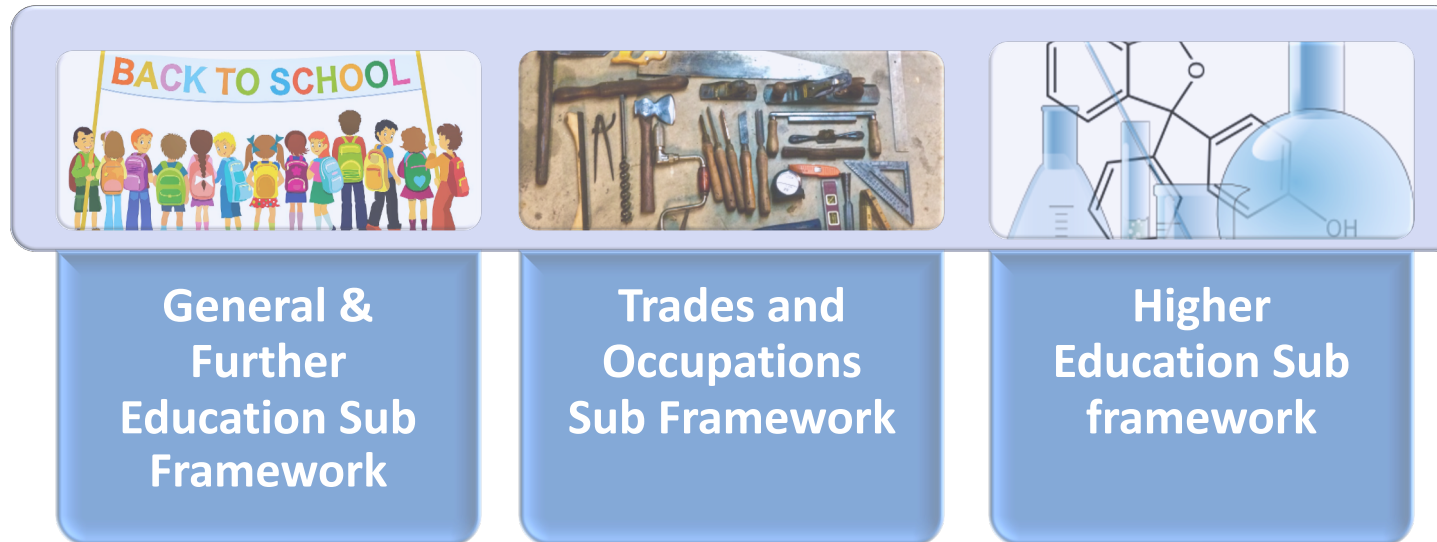 BACK TO SCHOOL
O
OH
General &
Further
Education Sub
Framework
Trades and
Occupations
Sub Framework
Higher
Education Sub
framework